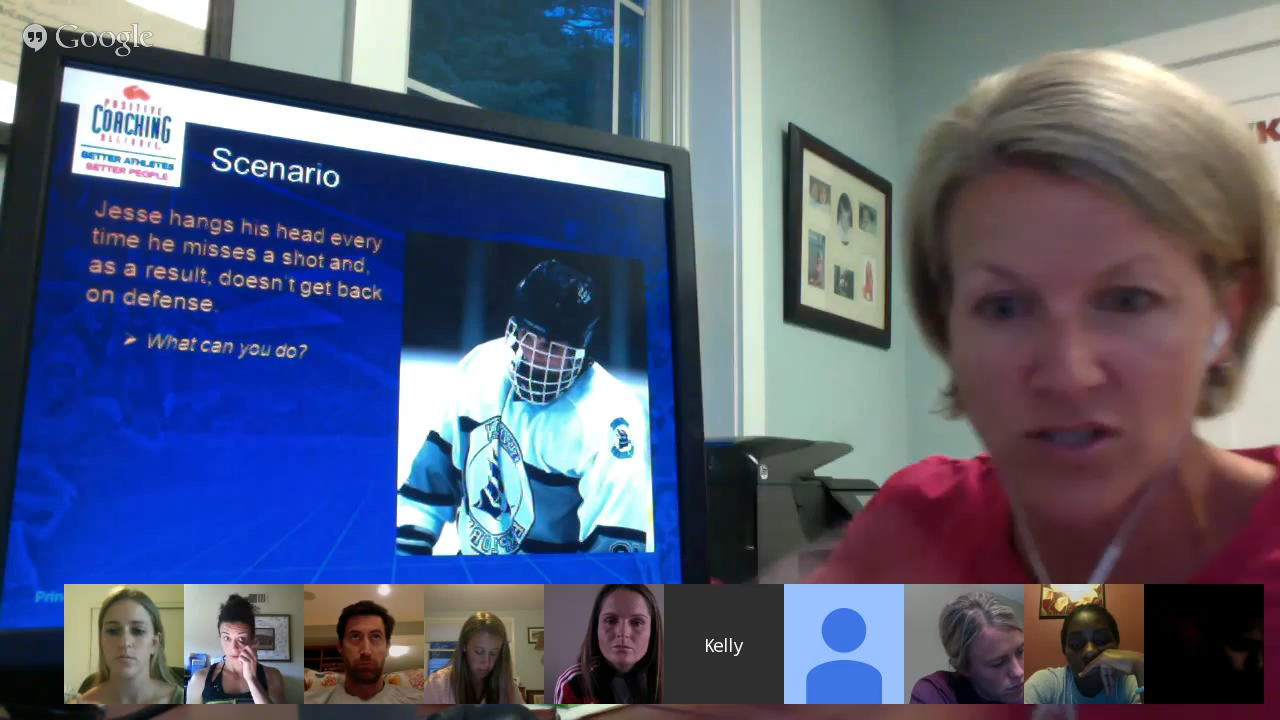 Google
POSITIVE
COACHING
ALLIANCE
BETTER ATHLETES
BETTER PEOPLE
Scenario
Jesse hangs his head every
time he misses a shot and,
as a result, doesn't get back
on defense.
➢ What can you do?
Kelly